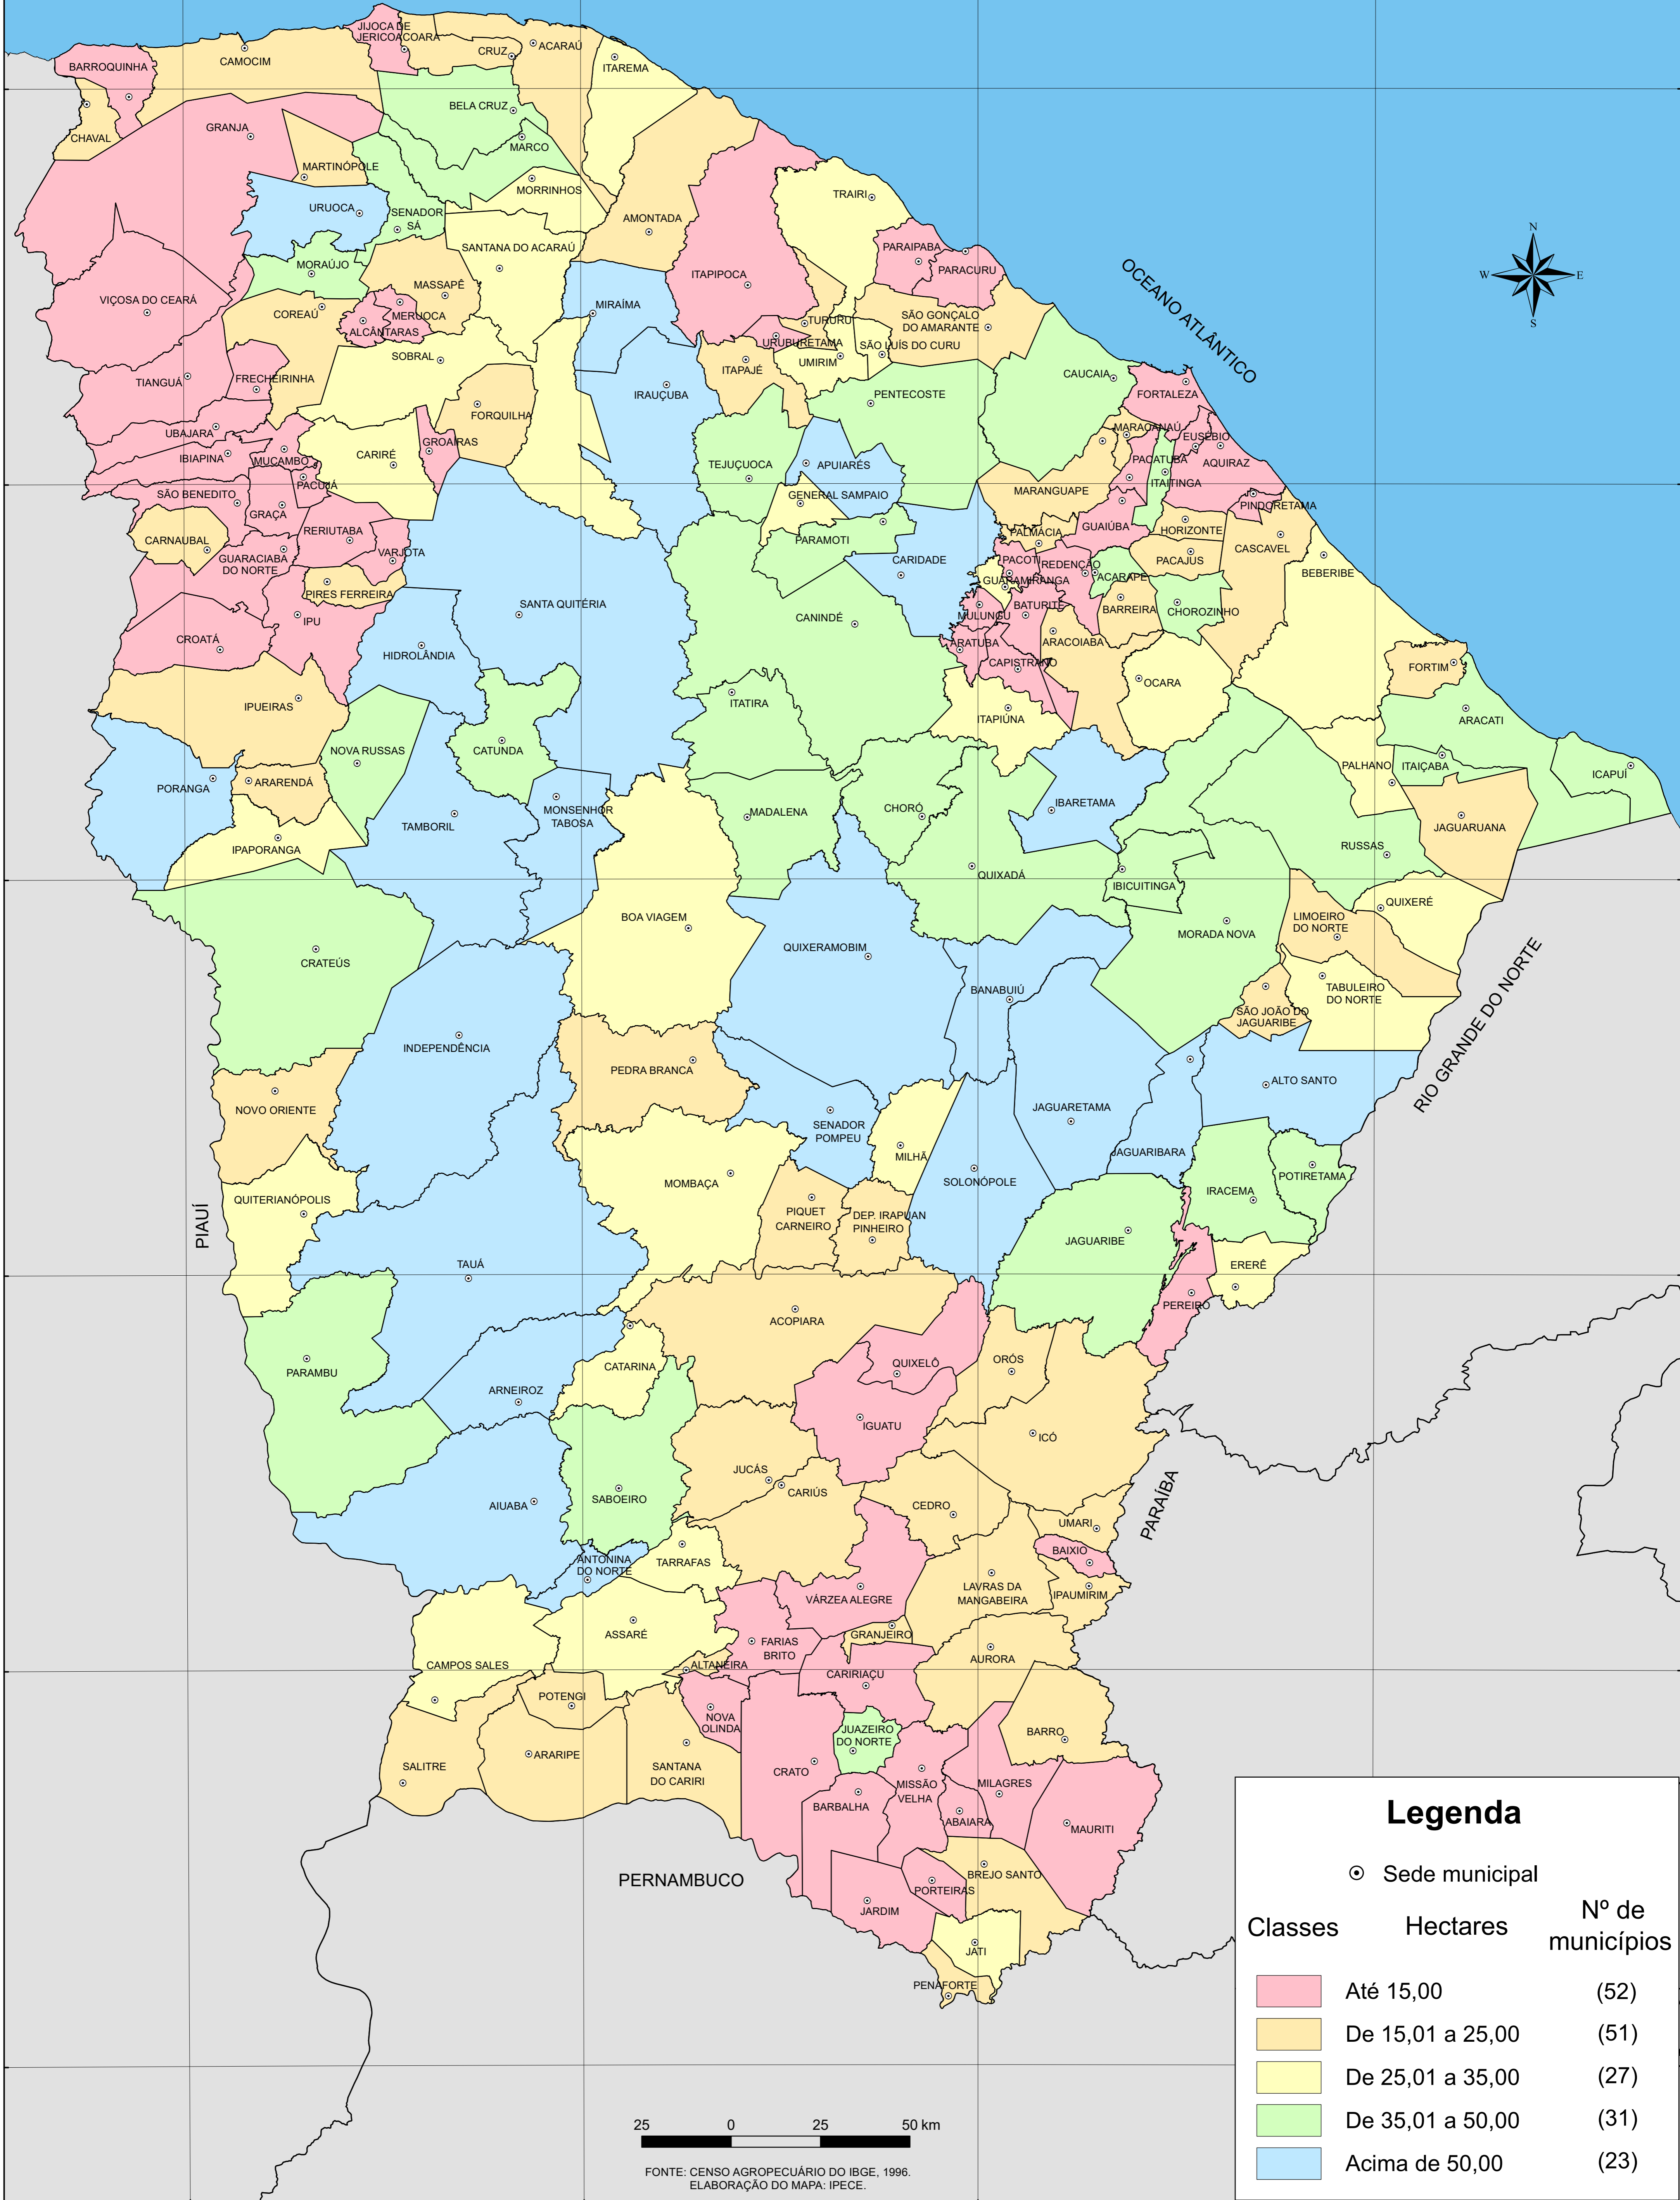 JIJOCA DE
JERICOACOARA
BARROQUINHA
CAMOCIM
CRUZ
ACARAÚ
ITAREMA
CHAVAL
GRANJA
BELA CRUZ
MARCO
MARTINÓPOLE
MORRINHOS
URUOCA
SENADOR
SÁ
AMONTADA
TRAIRI
N
W
E
S
SANTANA DO ACARAÚ
MORAÚJO
ITAPIPOCA
PARAIPABA
PARACURU
OCEANO ATLÂNTICO
VIÇOSA DO CEARÁ
MASSAPÊ
MIRAÍMA
COREAÚ
MERUOCA
ALCÂNTARAS
TURURU
SÃO GONÇALO
DO AMARANTE
URUBURETAMA
SÃO LUÍS DO CURU
SOBRAL
UMIRIM
ITAPAJÉ
TIANGUÁ
FRECHEIRINHA
IRAUÇUBA
PENTECOSTE
CAUCAIA
FORTALEZA
FORQUILHA
UBAJARA
GROAÍRAS
MARACANAÚ
EUSÉBIO
IBIAPINA
MUCAMBO
CARIRÉ
TEJUÇUOCA
APUIARÉS
PACATUBA
AQUIRAZ
PACUJÁ
ITAITINGA
SÃO BENEDITO
GENERAL SAMPAIO
MARANGUAPE
PINDORETAMA
GRAÇA
GUAIÚBA
RERIUTABA
HORIZONTE
CARNAUBAL
PARAMOTI
PALMÁCIA
CASCAVEL
GUARACIABA
DO NORTE
VARJOTA
CARIDADE
PACOTI
REDENÇÃO
PACAJUS
BEBERIBE
GUARAMIRANGA
ACARAPE
PIRES FERREIRA
IPU
SANTA QUITÉRIA
CANINDÉ
MULUNGU
BATURITÉ
BARREIRA
CHOROZINHO
CROATÁ
HIDROLÂNDIA
ARATUBA
ARACOIABA
CAPISTRANO
FORTIM
OCARA
IPUEIRAS
ITATIRA
ITAPIÚNA
ARACATI
NOVA RUSSAS
CATUNDA
PALHANO
ITAIÇABA
ICAPUÍ
PORANGA
ARARENDÁ
MONSENHOR
TABOSA
MADALENA
CHORÓ
IBARETAMA
TAMBORIL
JAGUARUANA
IPAPORANGA
RUSSAS
QUIXADÁ
IBICUITINGA
QUIXERÉ
BOA VIAGEM
LIMOEIRO
DO NORTE
MORADA NOVA
CRATEÚS
QUIXERAMOBIM
BANABUIÚ
TABULEIRO
DO NORTE
SÃO JOÃO DO
JAGUARIBE
RIO GRANDE DO NORTE
INDEPENDÊNCIA
PEDRA BRANCA
ALTO SANTO
NOVO ORIENTE
JAGUARETAMA
SENADOR
POMPEU
MILHÃ
JAGUARIBARA
MOMBAÇA
SOLONÓPOLE
POTIRETAMA
QUITERIANÓPOLIS
IRACEMA
PIAUÍ
PIQUET
CARNEIRO
DEP. IRAPUAN
PINHEIRO
JAGUARIBE
TAUÁ
ERERÊ
PEREIRO
ACOPIARA
PARAMBU
CATARINA
QUIXELÔ
ORÓS
ARNEIROZ
IGUATU
ICÓ
JUCÁS
CARIÚS
AIUABA
SABOEIRO
CEDRO
PARAÍBA
UMARI
ANTONINA
DO NORTE
TARRAFAS
BAIXIO
LAVRAS DA
MANGABEIRA
IPAUMIRIM
VÁRZEA ALEGRE
ASSARÉ
GRANJEIRO
FARIAS
BRITO
CAMPOS SALES
ALTANEIRA
AURORA
CARIRIAÇU
POTENGI
NOVA
OLINDA
JUAZEIRO
DO NORTE
BARRO
SALITRE
ARARIPE
SANTANA
DO CARIRI
CRATO
MISSÃO
VELHA
MILAGRES
BARBALHA
ABAIARA
MAURITI
PERNAMBUCO
BREJO SANTO
PORTEIRAS
JARDIM
JATI
PENAFORTE
Legenda
Sede municipal
Classes Hectares Nº de
municípios
Até 15,00 (52)
De 15,01 a 25,00 (51)
De 25,01 a 35,00 (27)
De 35,01 a 50,00 (31)
Acima de 50,00 (23)
25 0 25 50 km
FONTE: CENSO AGROPECUÁRIO DO IBGE, 1996.
ELABORAÇÃO DO MAPA: IPECE.